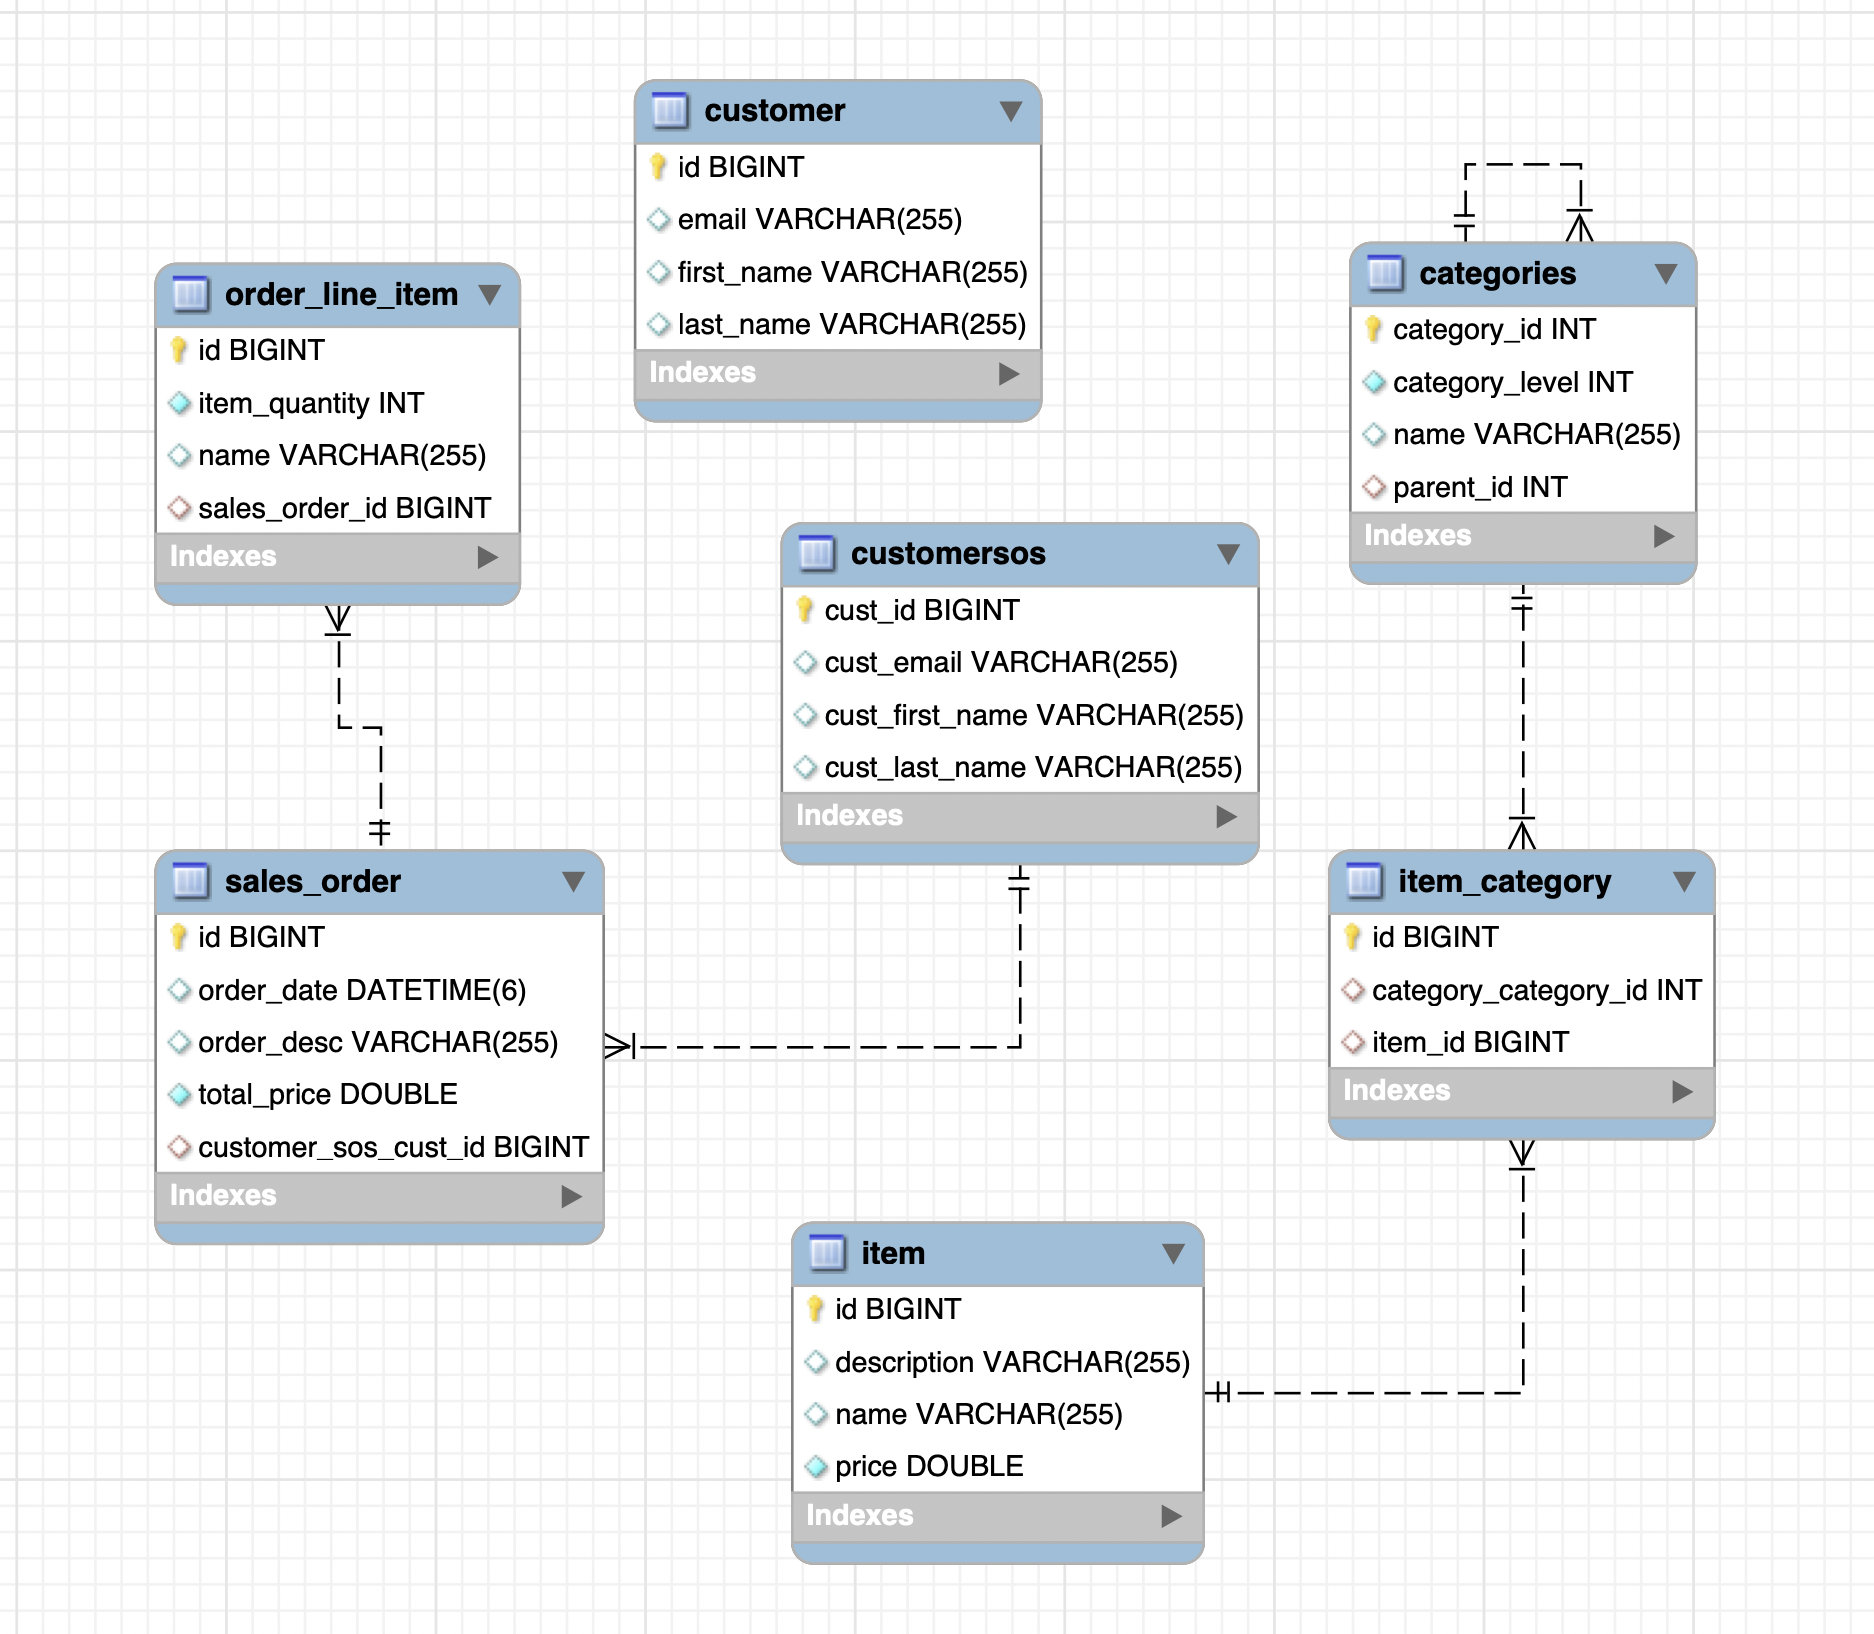 customer
id BIGINT
email VARCHAR(255)
first_name VARCHAR(255)
last_name VARCHAR(255)
Indexes
order_line_item
id BIGINT
item_quantity INT
name VARCHAR(255)
sales_order_id BIGINT
Indexes
categories
category_id INT
category_level INT
name VARCHAR(255)
parent_id INT
Indexes
customersos
cust_id BIGINT
cust_email VARCHAR(255)
cust_first_name VARCHAR(255)
cust_last_name VARCHAR(255)
Indexes
sales_order
id BIGINT
order_date DATETIME(6)
order_desc VARCHAR(255)
total_price DOUBLE
customer_sos_cust_id BIGINT
Indexes
item_category
id BIGINT
category_category_id INT
item_id BIGINT
Indexes
item
id BIGINT
description VARCHAR(255)
name VARCHAR(255)
price DOUBLE
Indexes